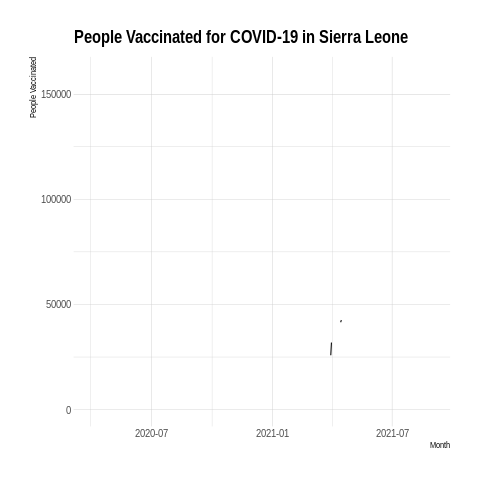 People Vaccinated for COVID-19 in Sierra Leone
People Vaccinated
150000
100000
50000
0
2020-07
2021-01
2021-07
Month